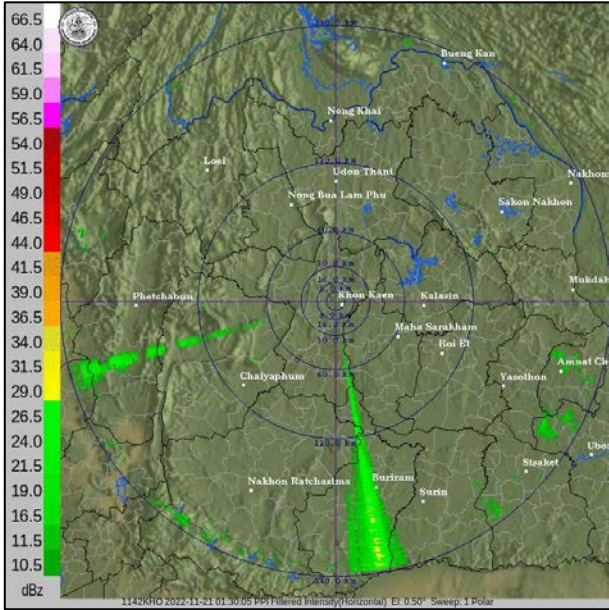 66.5
64.0
61.5
59.0
56.5
54.0
51.5
49.0
46.5
44.0
41.5
39.0
36.5
34.0
31.5
29.0
26.5
24.0
21.5
19.0
16.5
15.5
11.5
10.5
dBz
Bueng Kan
Nong Khai
Loei
Udon Thani
Nong Bua Lam Phu
Nakhon
Sakon Nakhon
Mukdah
Phetchabun
Khon Kaen
Kalasin
Maha Sarakham
Roi Et
Chaiyaphum
Yasothon
Amnat Ch
Ubon
Sisaket
Nakhon Ratchasima
Buriram
Surin
1142KHO 2022-11-21 01:30:05 PPI Filtered Intensity(Horizontal) El: 0.50° Sweep: 1 Polar